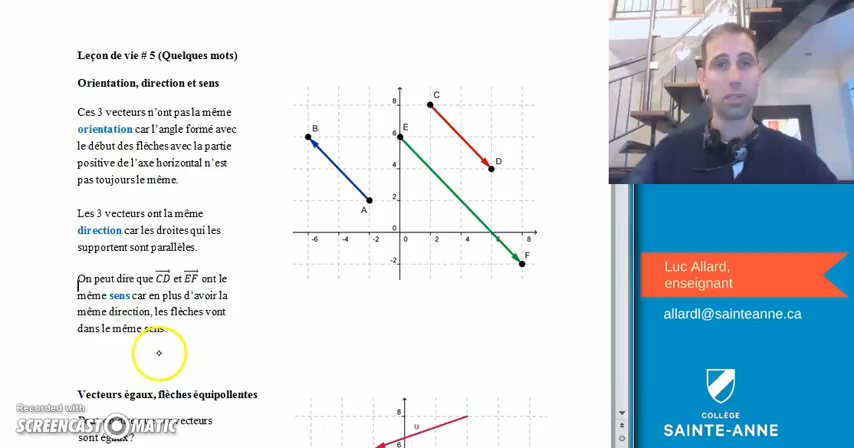 Leçon de vie # 5 (Quelques mots)
Orientation, direction et sens
Ces 3 vecteurs n'ont pas la même
orientation car l'angle formé avec
le début des flèches avec la partie
positive de l'axe horizontal n'est
pas toujours le même.
Les 3 vecteurs ont la même
direction car les droites qui les
supportent sont parallèles.
On peut dire que CD et EF ont le
même sens car en plus d'avoir la
même direction, les flèches vont
dans le même sens.
Vecteurs égaux, flèches équipollentes
vecteurs
sont égaux?
C
8
B
E
6
D
4
A
2
-6 -4 -2 0 2 4 6 8
-2
F
8
u
6
Luc Allard,
enseignant
allardl@sainteanne.ca
COLLÈGE
SAINTE-ANNE
Recorded with
SCREENCAST MATIC